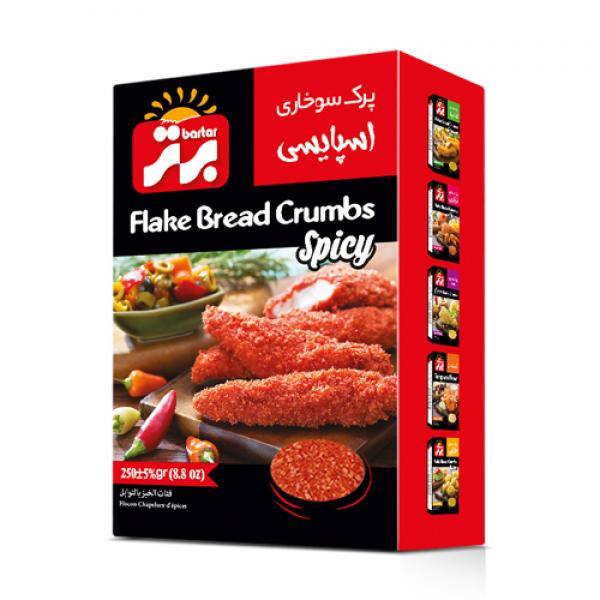 bartar
برتر
پرک سوخاری
اسپایسی
Flake Bread Crumbs
Spicy
250±5%gr (8.8 oz)
فتات الخبز بالتوابل
Flocon Chapelure d'épices